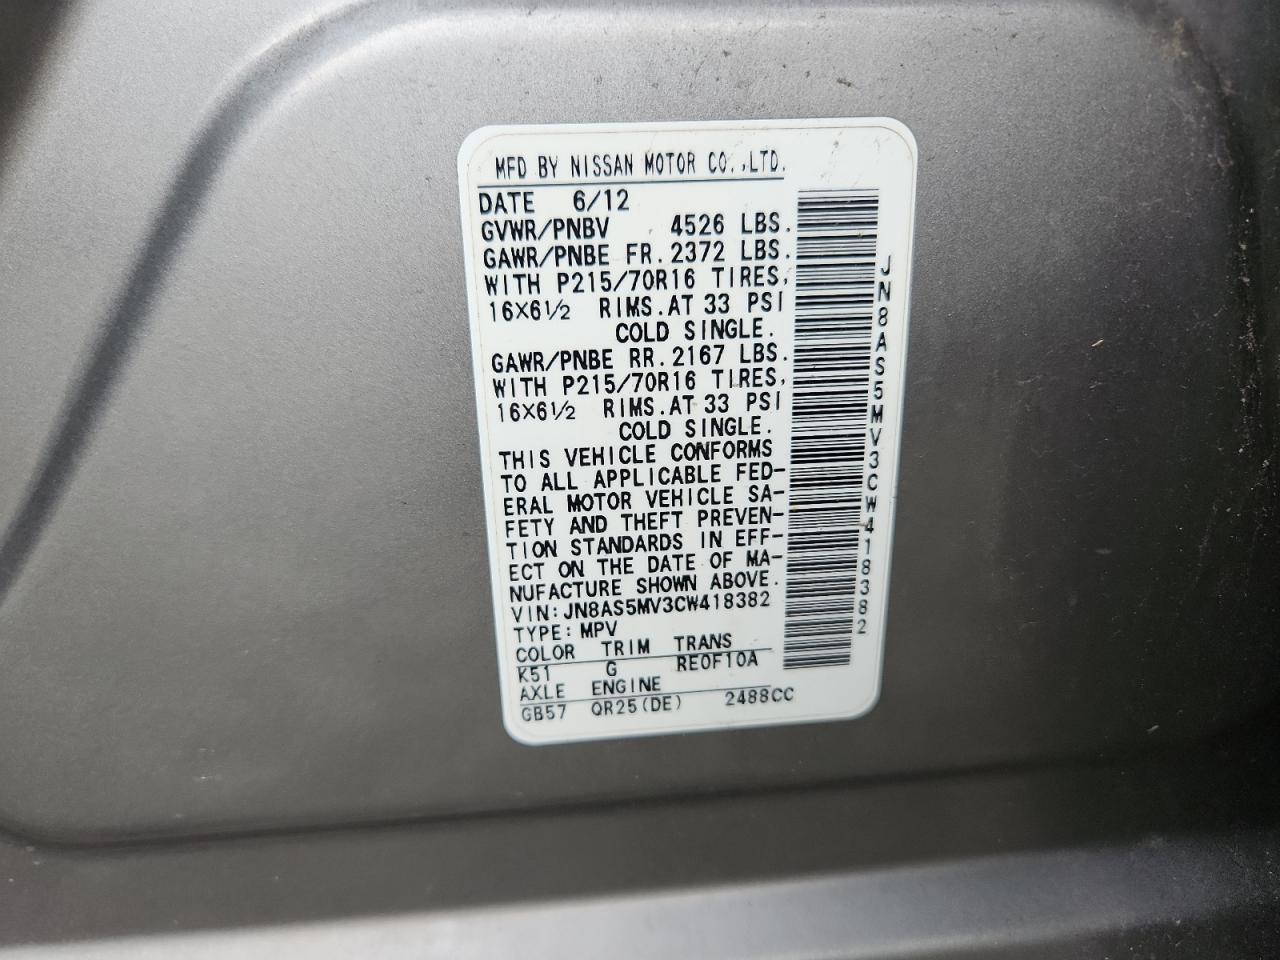 MFD BY NISSAN MOTOR CO.,LTD.
DATE 6/12
GVWR/PNBV 4526 LBS.
GAWR/PNBE FR. 2372 LBS.
WITH P215/70R16 TIRES,
16X6½ RIMS. AT 33 PSI
COLD SINGLE.
GAWR/PNBE RR. 2167 LBS.
WITH P215/70R16 TIRES,
16X6½ RIMS. AT 33 PSI
COLD SINGLE.
THIS VEHICLE CONFORMS
TO ALL APPLICABLE FED-
ERAL MOTOR VEHICLE SA-
FETY AND THEFT PREVEN-
TION STANDARDS IN EFF-
ECT ON THE DATE OF MA-
NUFACTURE SHOWN ABOVE.
VIN: JN8AS5MV3CW418382
TYPE: MPV
COLOR TRIM TRANS
K51 G RE0F10A
AXLE ENGINE
GB57 QR25(DE) 2488CC
JN8AS5MV3CW418382